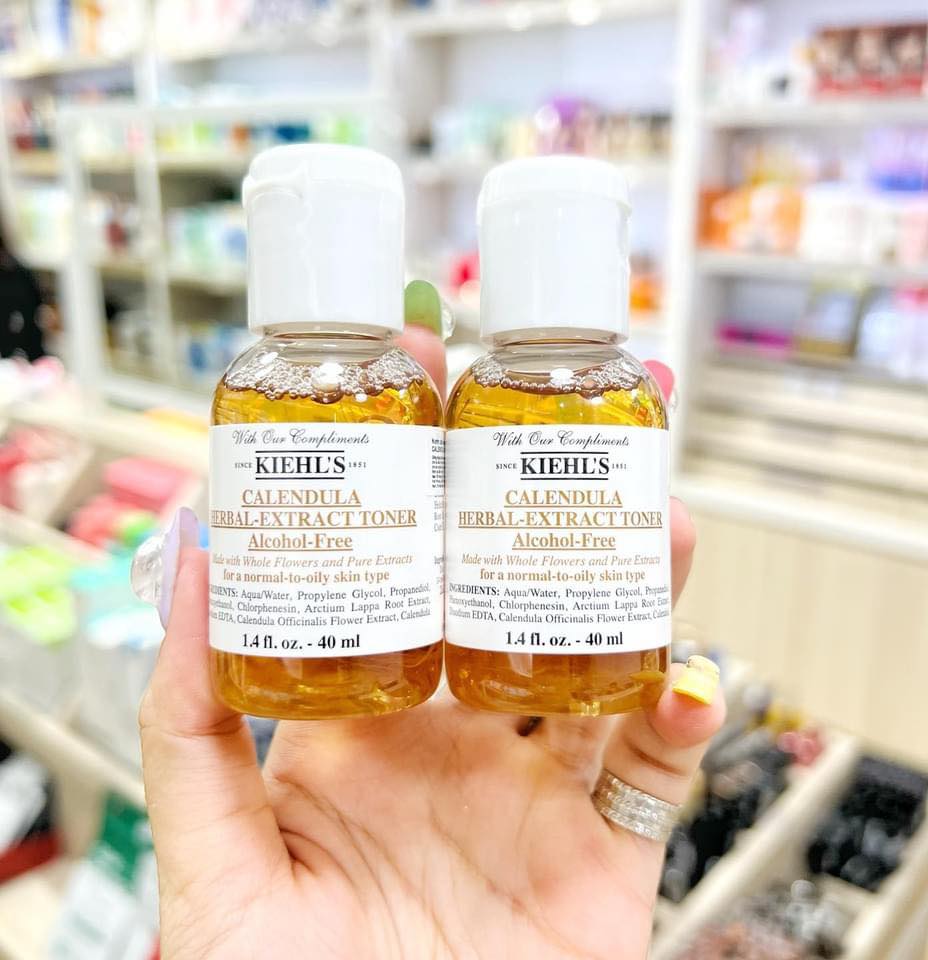 With Our Compliments
SINCE KIEHL'S 1851
CALENDULA
HERBAL-EXTRACT TONER
Alcohol-Free
Made with Whole Flowers and Pure Extracts
for a normal-to-oily skin type
Aqua/Water, Propylene Glycol, Propanediol,
Chlorphenesin, Arctium Lappa Root Extract,
EDTA, Calendula Officinalis Flower Extract, Calendula
1.4 fl. oz. - 40 ml
With Our Compliments
SINCE KIEHL'S 1851
CALENDULA
HERBAL-EXTRACT TONER
Alcohol-Free
Made with Whole Flowers and Pure Extracts
for a normal-to-oily skin type
INGREDIENTS: Aqua/Water, Propylene Glycol, Propanediol,
Phenoxyethanol, Chlorphenesin, Arctium Lappa Root
Disodium EDTA, Calendula Officinalis Flower Extract,
1.4 fl. oz. - 40 ml